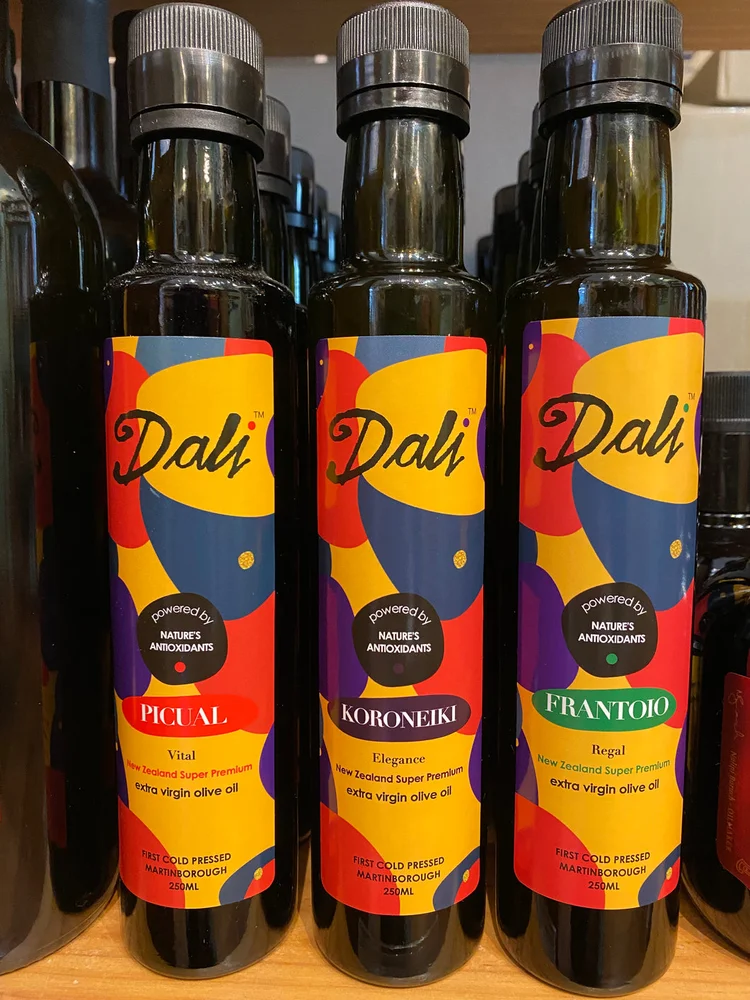 Dali TM
powered by
NATURE'S
ANTIOXIDANTS
PICUAL
Vital
New Zealand Super Premium
extra virgin olive oil
FIRST COLD PRESSED
MARTINBOROUGH
250ML
Dali TM
powered by
NATURE'S
ANTIOXIDANTS
KORONEIKI
Elegance
New Zealand Super Premium
extra virgin olive oil
FIRST COLD PRESSED
MARTINBOROUGH
250ML
Dali TM
powered by
NATURE'S
ANTIOXIDANTS
FRANTOIO
Regal
New Zealand Super Premium
extra virgin olive oil
FIRST COLD PRESSED
MARTINBOROUGH
250ML